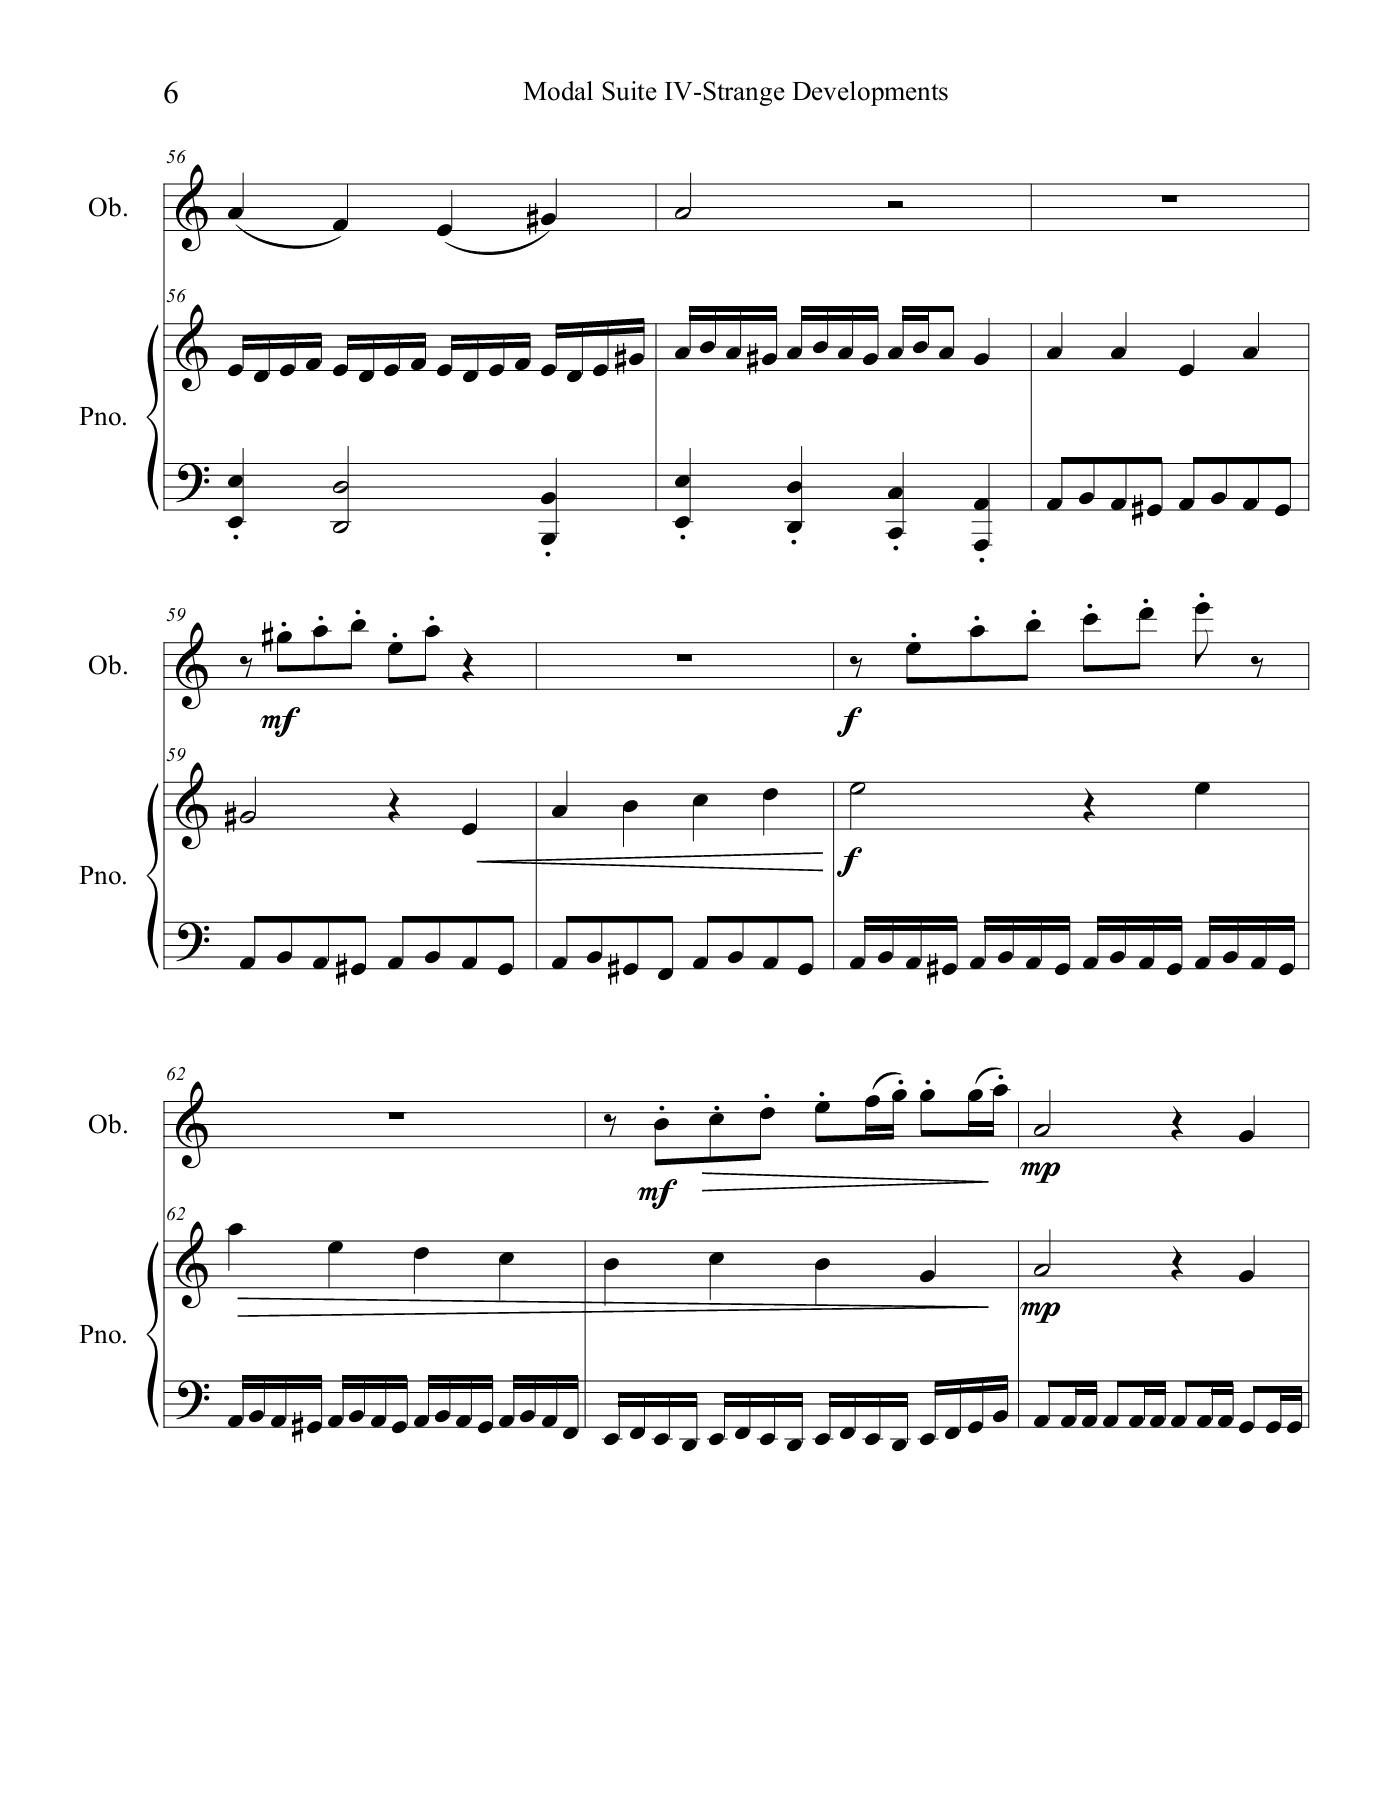 6 Modal Suite IV-Strange Developments
56
Ob.
56
Pno.
59
Ob.
mf f
59
Pno.
f
62
Ob.
mf mp
62
Pno.
mp